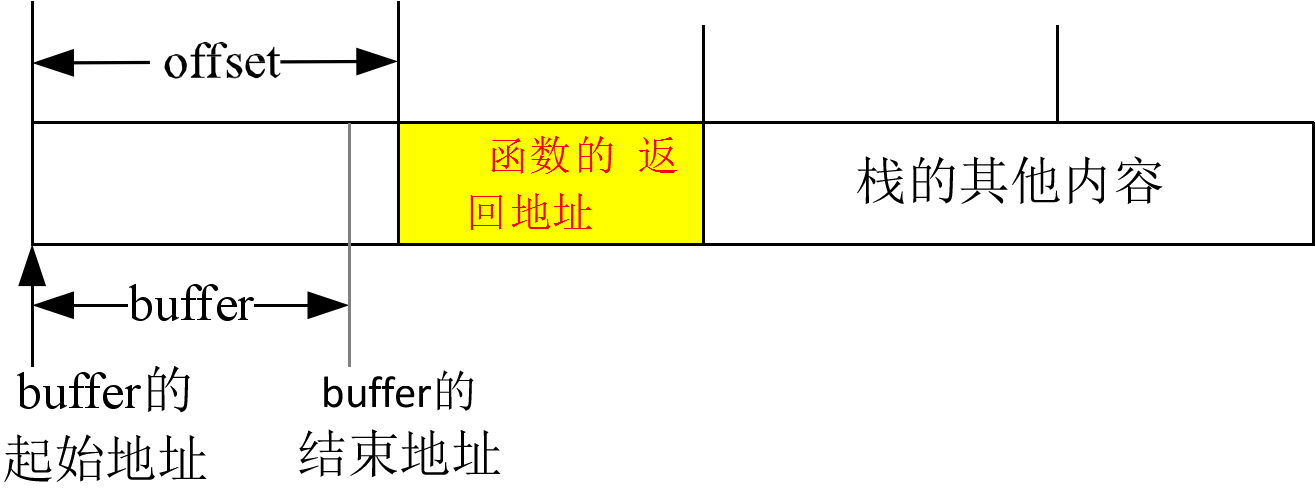 offset
函数的 返
回地址
栈的其他内容
buffer
buffer的
起始地址
buffer的
结束地址